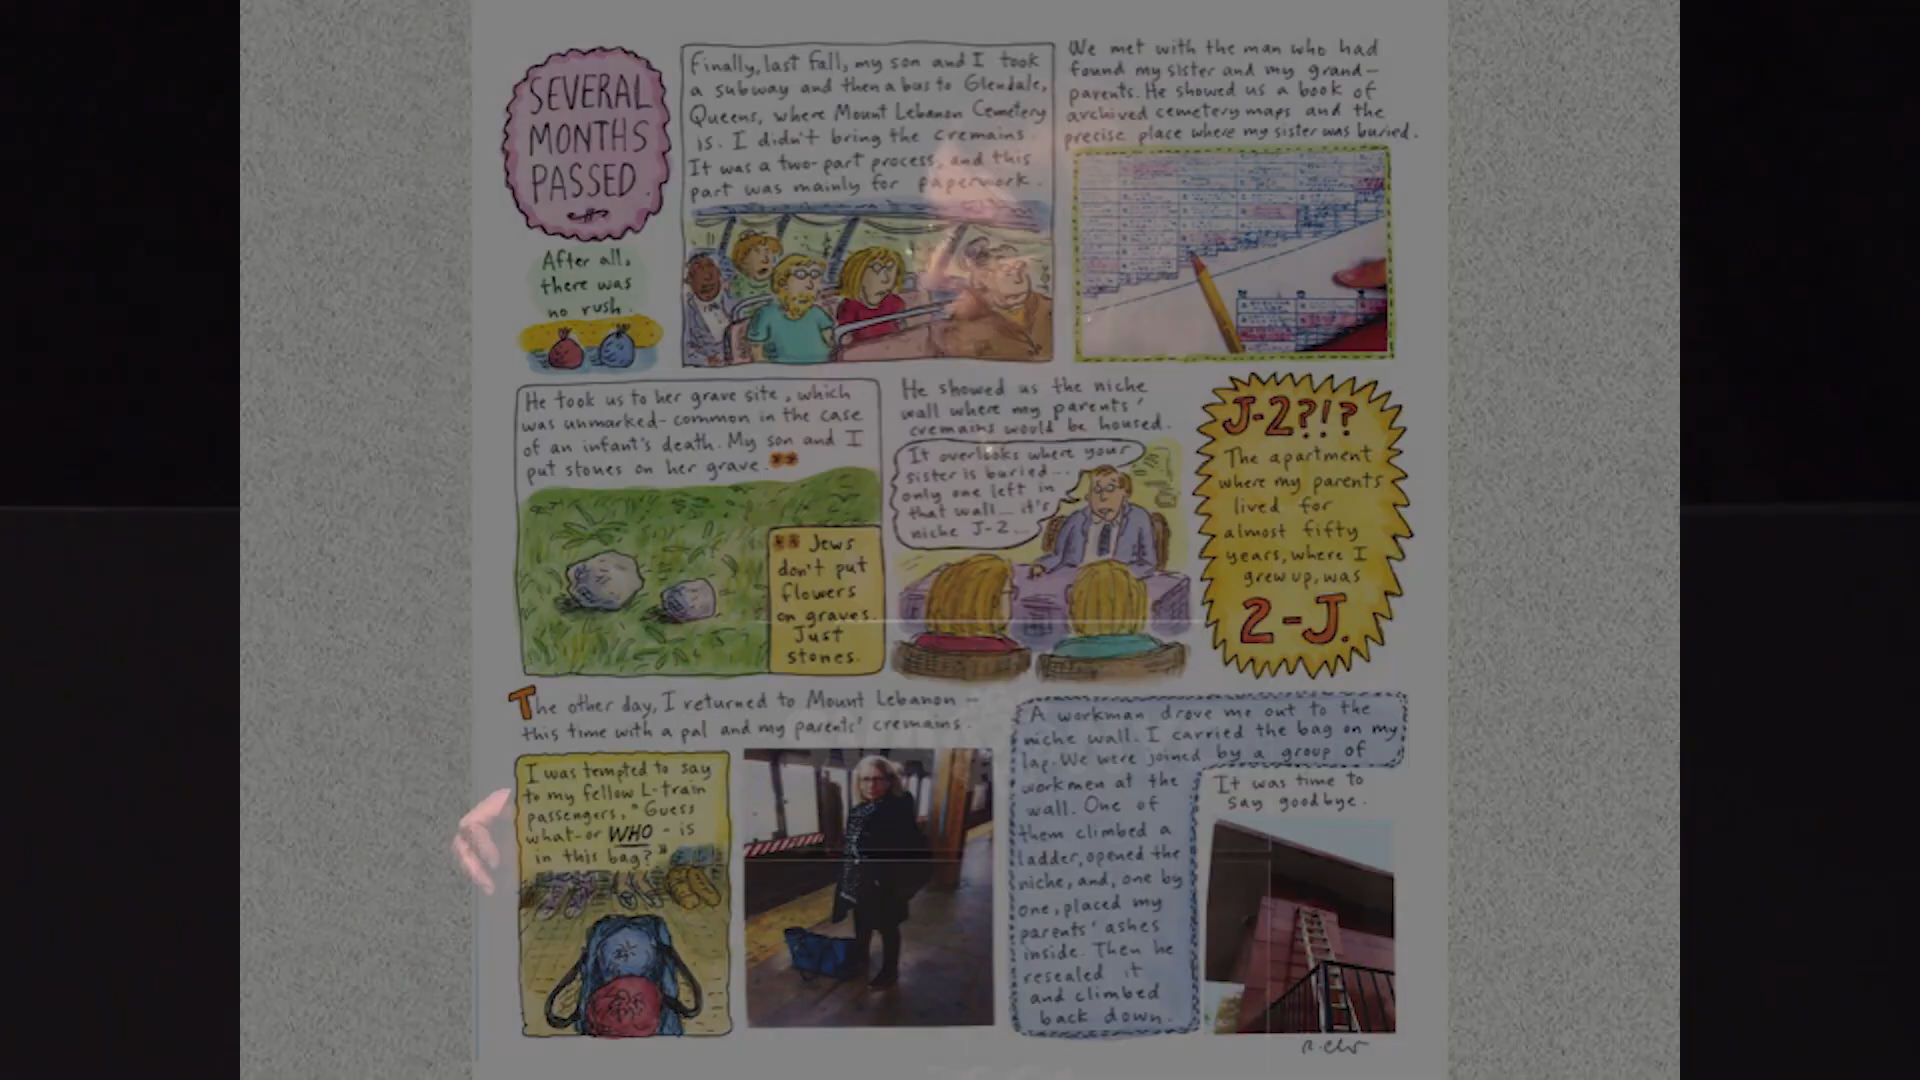 SEVERAL
MONTHS
PASSED.
After all,
there was
no rush.
Finally, last fall, my son and I took
a subway and then a bus to Glendale,
Queens, where Mount Lebanon Cemetery
is. I didn't bring the cremains.
It was a two-part process, and this
part was mainly for paperwork.
We met with the man who had
found my sister and my grand-
parents. He showed us a book of
archived cemetery maps and the
precise place where my sister was buried.
He took us to her grave site, which
was unmarked-common in the case
of an infant's death. My son and I
put stones on her grave.**
** Jews
don't put
flowers
on graves.
Just
stones.
He showed us the niche
wall where my parents'
cremains would be housed.
It overlooks where your
sister is buried...
only one left in
that wall... it's
niche J-2...
J-2?!?
The apartment
where my parents
lived for
almost fifty
years, where I
grew up, was
2-J.
The other day, I returned to Mount Lebanon -
this time with a pal and my parents' cremains.
I was tempted to say
to my fellow L-train
passengers, "Guess
what-or WHO - is
in this bag?"
A workman drove me out to the
niche wall. I carried the bag on my
lap. We were joined by a group of
workmen at the
wall. One of
them climbed a
ladder, opened the
niche, and, one by
one, placed my
parents' ashes
inside. Then he
resealed it
and climbed
back down.
It was time to
say goodbye.
R. Chr